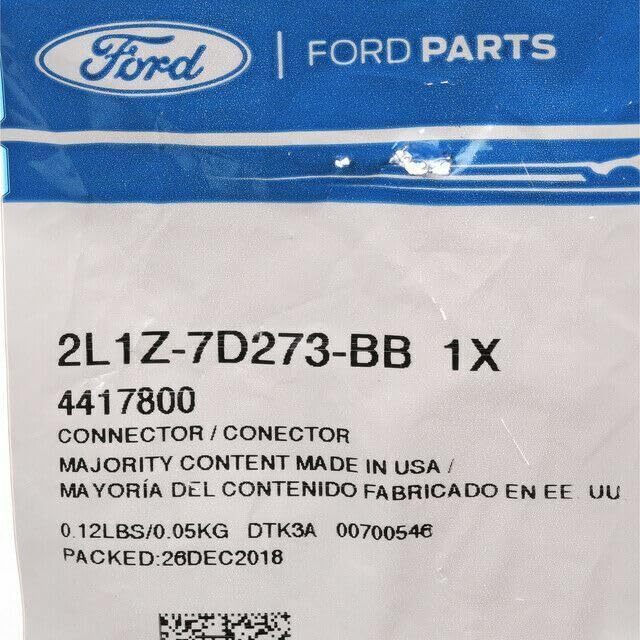 Ford | FORD PARTS
2L1Z-7D273-BB 1X
4417800
CONNECTOR / CONECTOR
MAJORITY CONTENT MADE IN USA /
MAYORÍA DEL CONTENIDO FABRICADO EN EE. UU
0.12LBS/0.05KG DTK3A 00700546
PACKED:26DEC2018